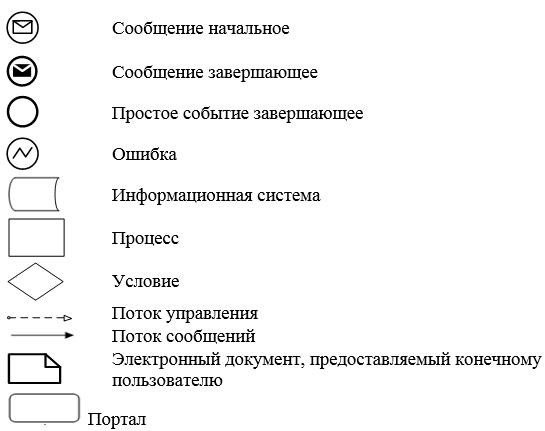 Сообщение начальное
Сообщение завершающее
Простое событие завершающее
Ошибка
Информационная система
Процесс
Условие
Поток управления
Поток сообщений
Электронный документ, предоставляемый конечному
пользователю
Портал